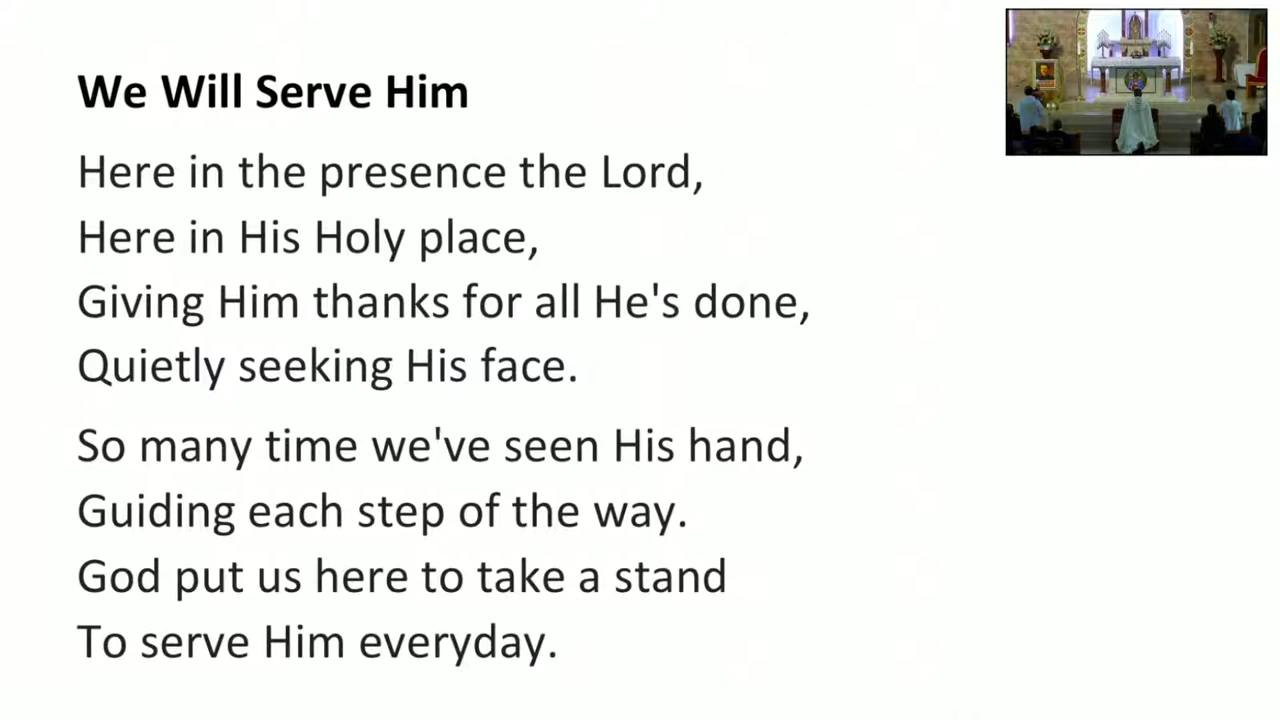 We Will Serve Him
Here in the presence the Lord,
Here in His Holy place,
Giving Him thanks for all He's done,
Quietly seeking His face.
So many time we've seen His hand,
Guiding each step of the way.
God put us here to take a stand
To serve Him everyday.